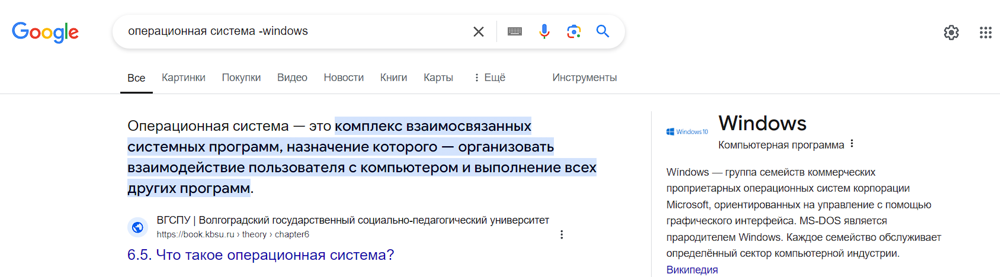 Google
операционная система -windows
Все Картинки Покупки Видео Новости Книги Карты Ещё Инструменты
Операционная система — это комплекс взаимосвязанных
системных программ, назначение которого — организовать
взаимодействие пользователя с компьютером и выполнение всех
других программ.
ВГСПУ | Волгоградский государственный социально-педагогический университет
https://book.kbsu.ru › theory › chapter6
6.5. Что такое операционная система?
Windows 10
Windows
Компьютерная программа
Wíndows — группа семейств коммерческих
проприетарных операционных систем корпорации
Microsoft, ориентированных на управление с помощью
графического интерфейса. MS-DOS является
прародителем Windows. Каждое семейство обслуживает
определённый сектор компьютерной индустрии.
Википедия